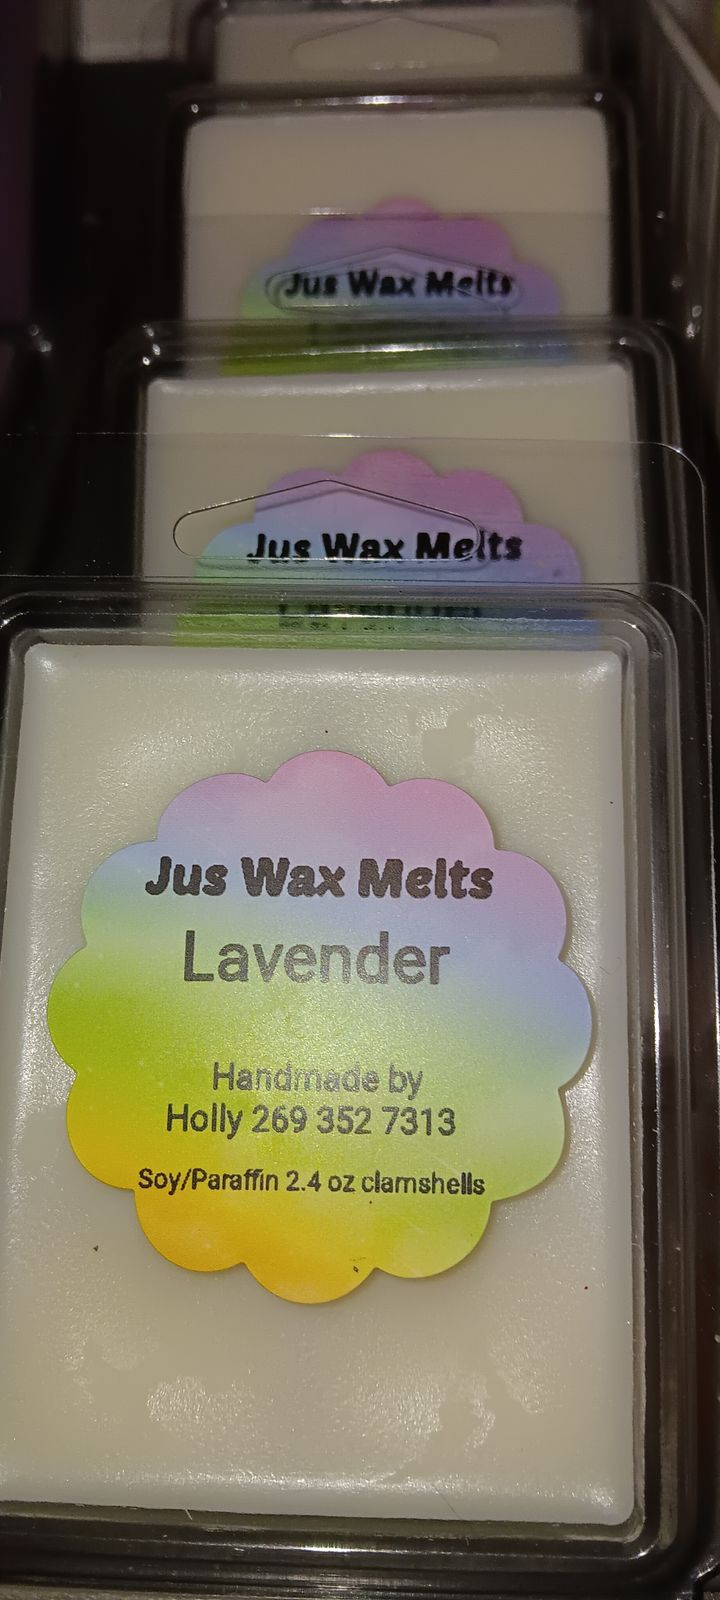 Jus Wax Melts
Jus Wax Melts
Jus Wax Melts
Lavender
Handmade by
Holly 269 352 7313
Soy/Paraffin 2.4 oz clamshells